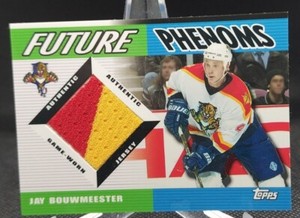 FUTURE PHENOMS
AUTHENTIC
AUTHENTIC
GAME-WORN
JERSEY
JAY BOUWMEESTER
TOPPS